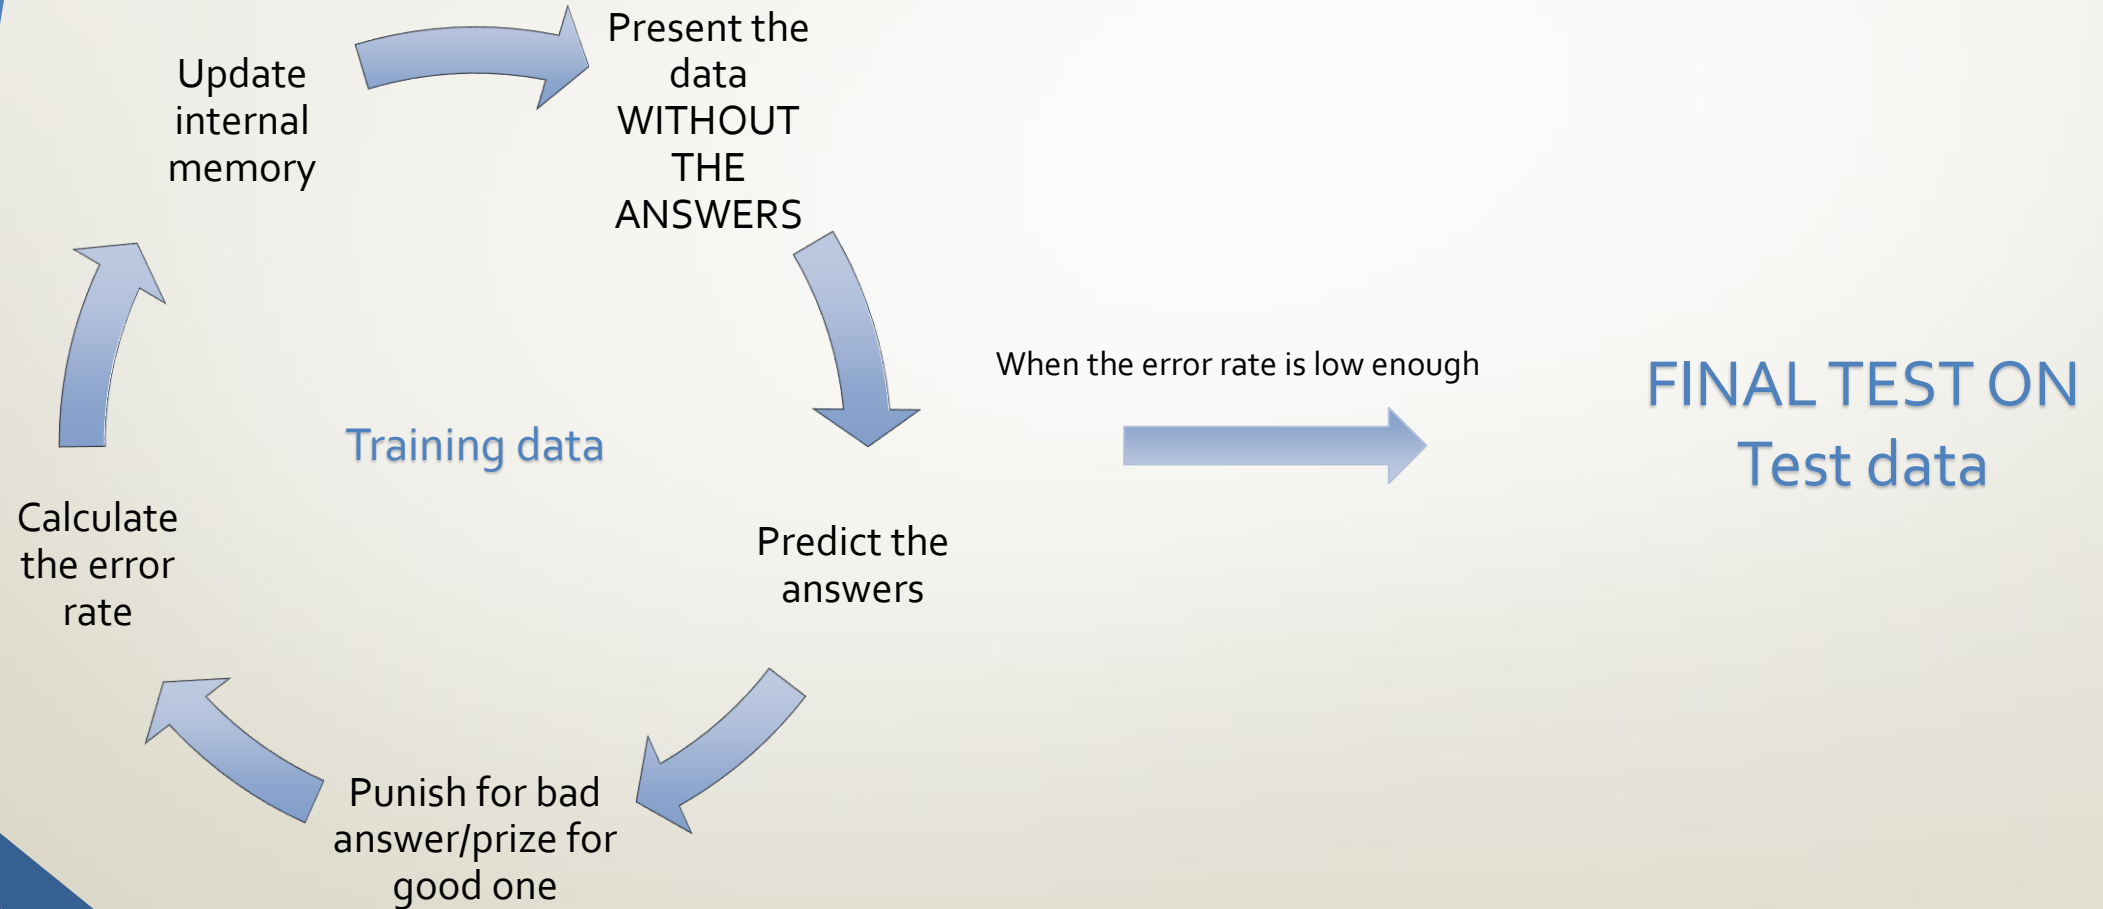 Present the
data
WITHOUT
THE
ANSWERS
Predict the
answers
Punish for bad
answer/prize for
good one
Calculate
the error
rate
Update
internal
memory
Training data
When the error rate is low enough
FINAL TEST ON
Test data